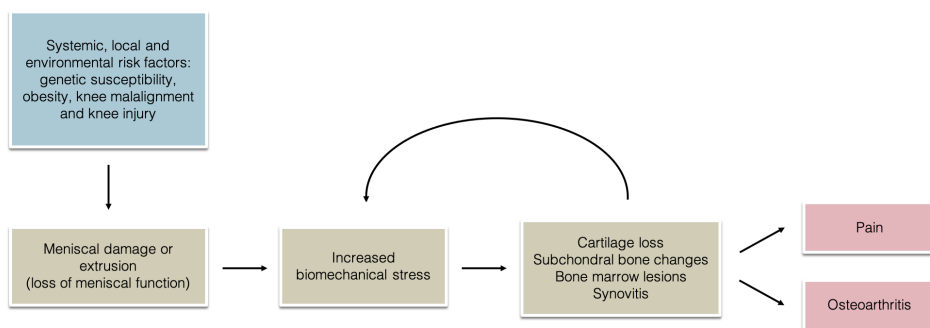 Systemic, local and
environmental risk factors:
genetic susceptibility,
obesity, knee malalignment
and knee injury
Meniscal damage or
extrusion
(loss of meniscal function)
Increased
biomechanical stress
Cartilage loss
Subchondral bone changes
Bone marrow lesions
Synovitis
Pain
Osteoarthritis